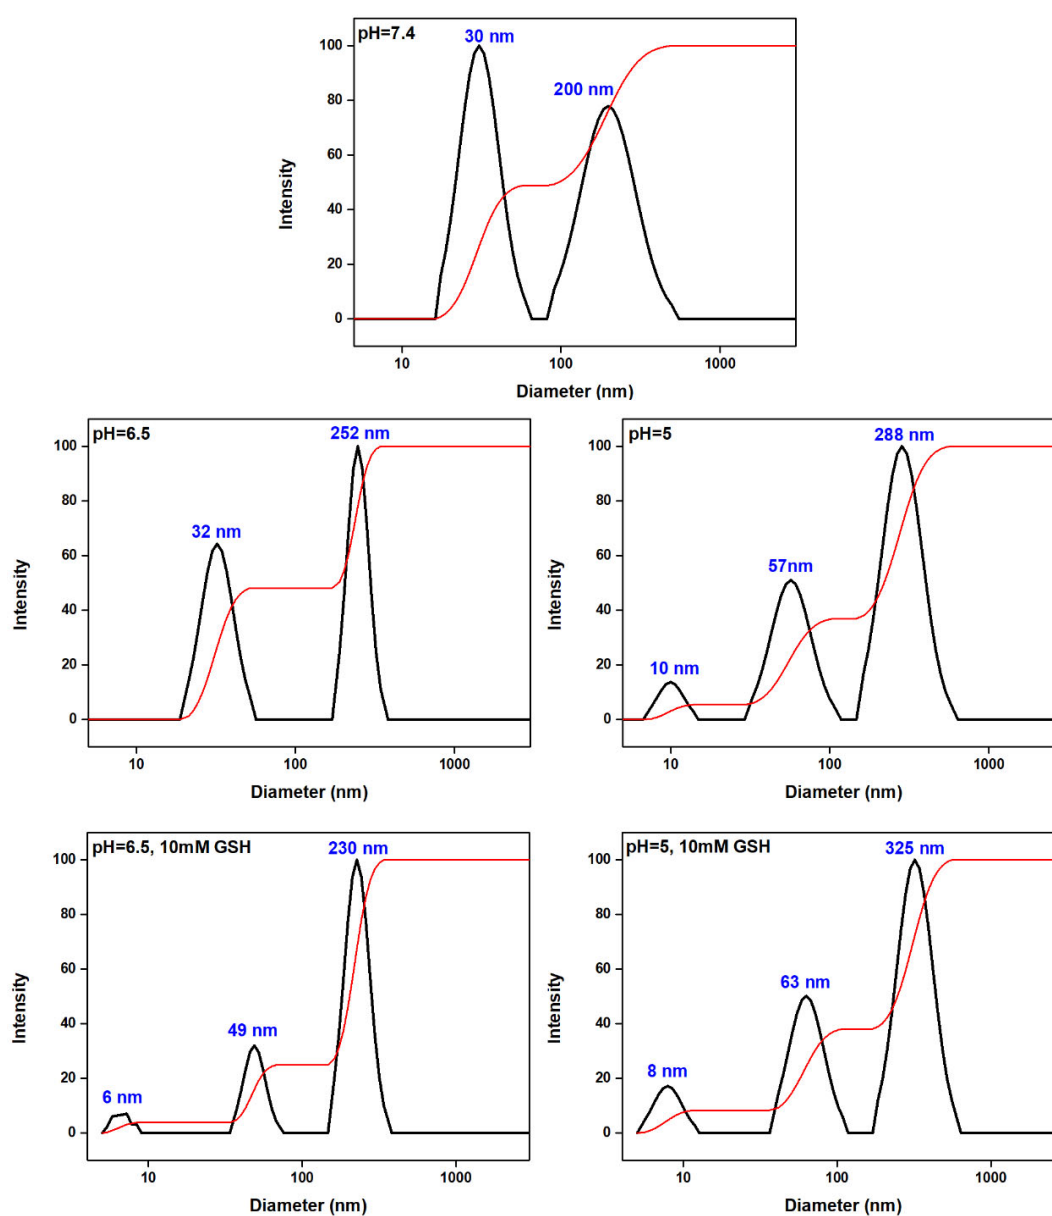 pH=7.4
30 nm
200 nm
100
80
60
40
20
0
Intensity
10
100
1000
Diameter (nm)
pH=6.5
32 nm
252 nm
100
80
60
40
20
0
Intensity
10
100
1000
Diameter (nm)
pH=5
10 nm
57nm
288 nm
100
80
60
40
20
0
Intensity
10
100
1000
Diameter (nm)
pH=6.5, 10mM GSH
6 nm
49 nm
230 nm
100
80
60
40
20
0
Intensity
10
100
1000
Diameter (nm)
pH=5, 10mM GSH
8 nm
63 nm
325 nm
100
80
60
40
20
0
Intensity
10
100
1000
Diameter (nm)